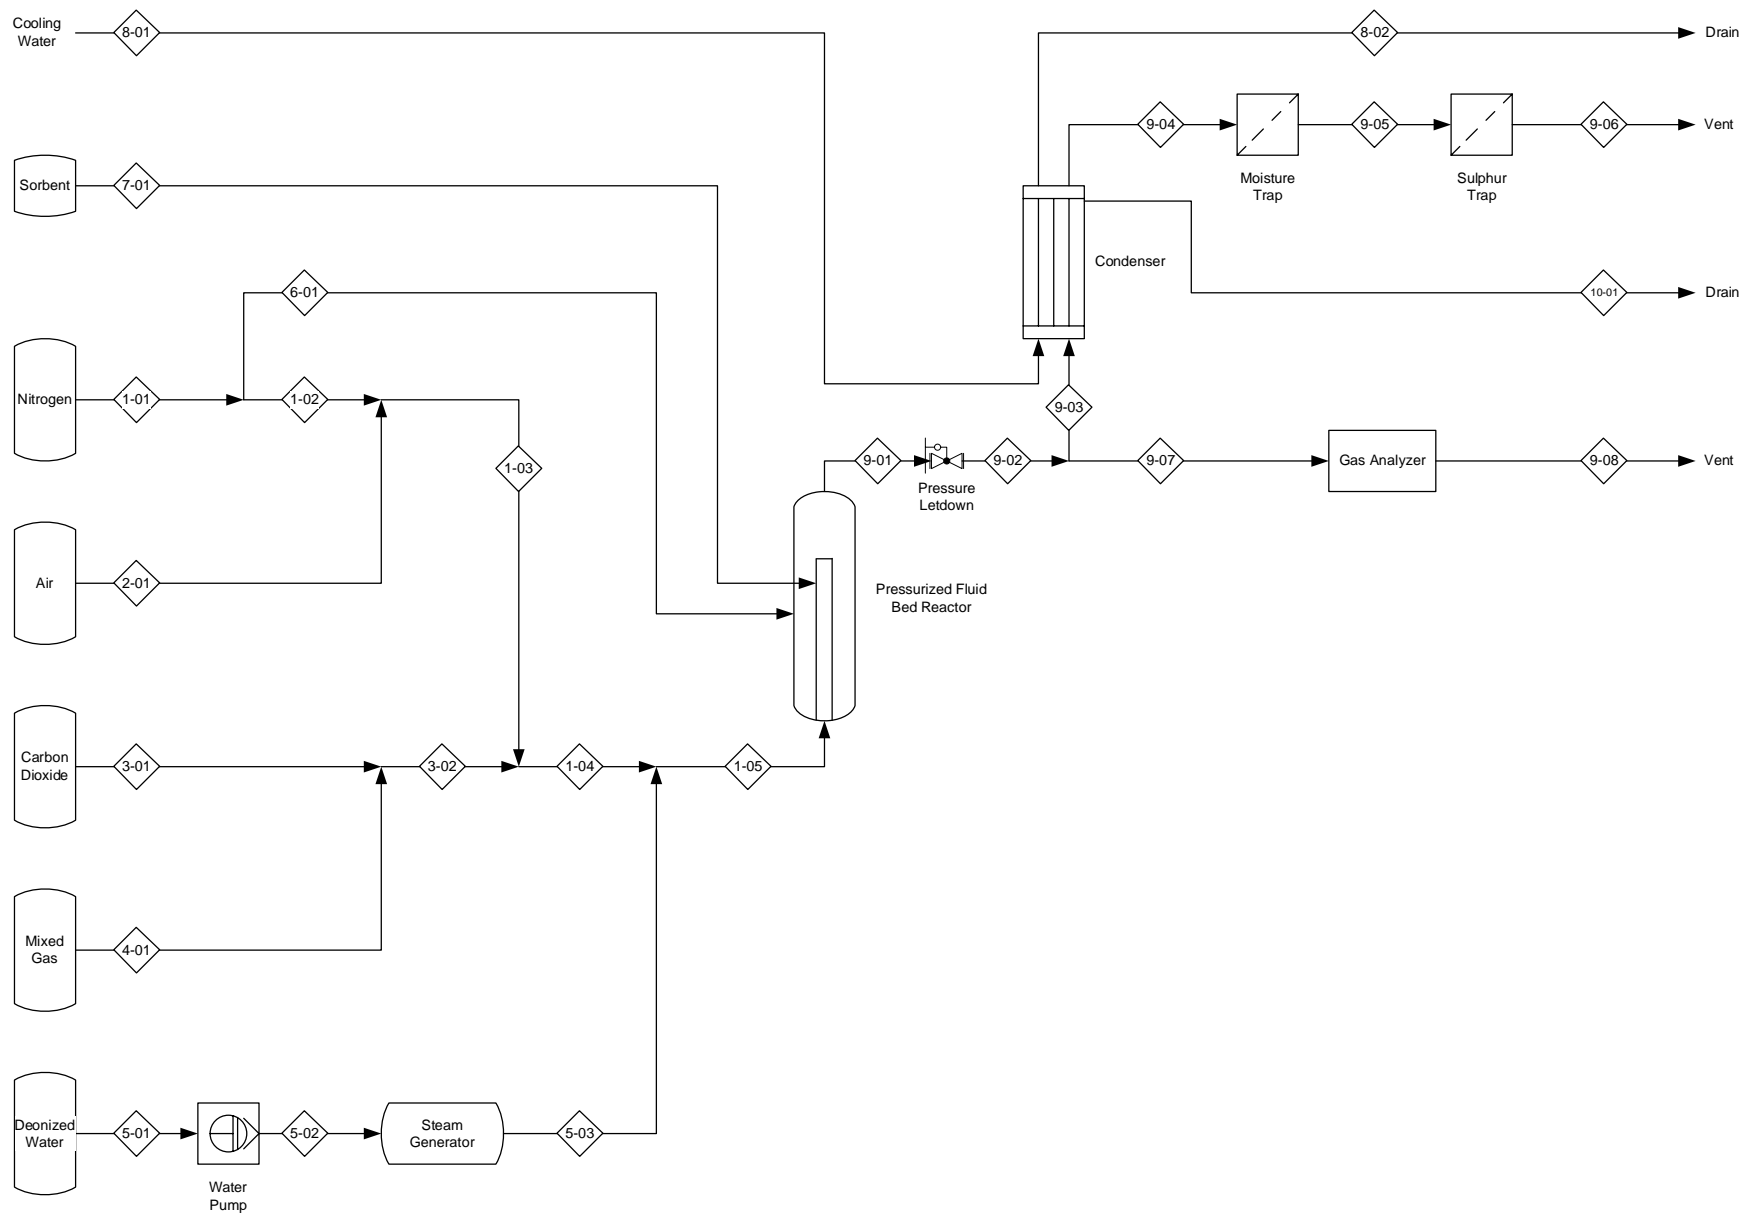 Cooling
Water
8-01
8-02
Drain
9-04
9-05
9-06
Vent
Moisture
Trap
Sulphur
Trap
Sorbent
7-01
Condenser
6-01
10-01
Drain
Nitrogen
1-01
1-02
9-03
1-03
9-01
9-02
9-07
Gas Analyzer
9-08
Vent
Pressure
Letdown
Air
2-01
Pressurized Fluid
Bed Reactor
Carbon
Dioxide
3-01
3-02
1-04
1-05
Mixed
Gas
4-01
Deonized
Water
5-01
5-02
Steam
Generator
5-03
Water
Pump